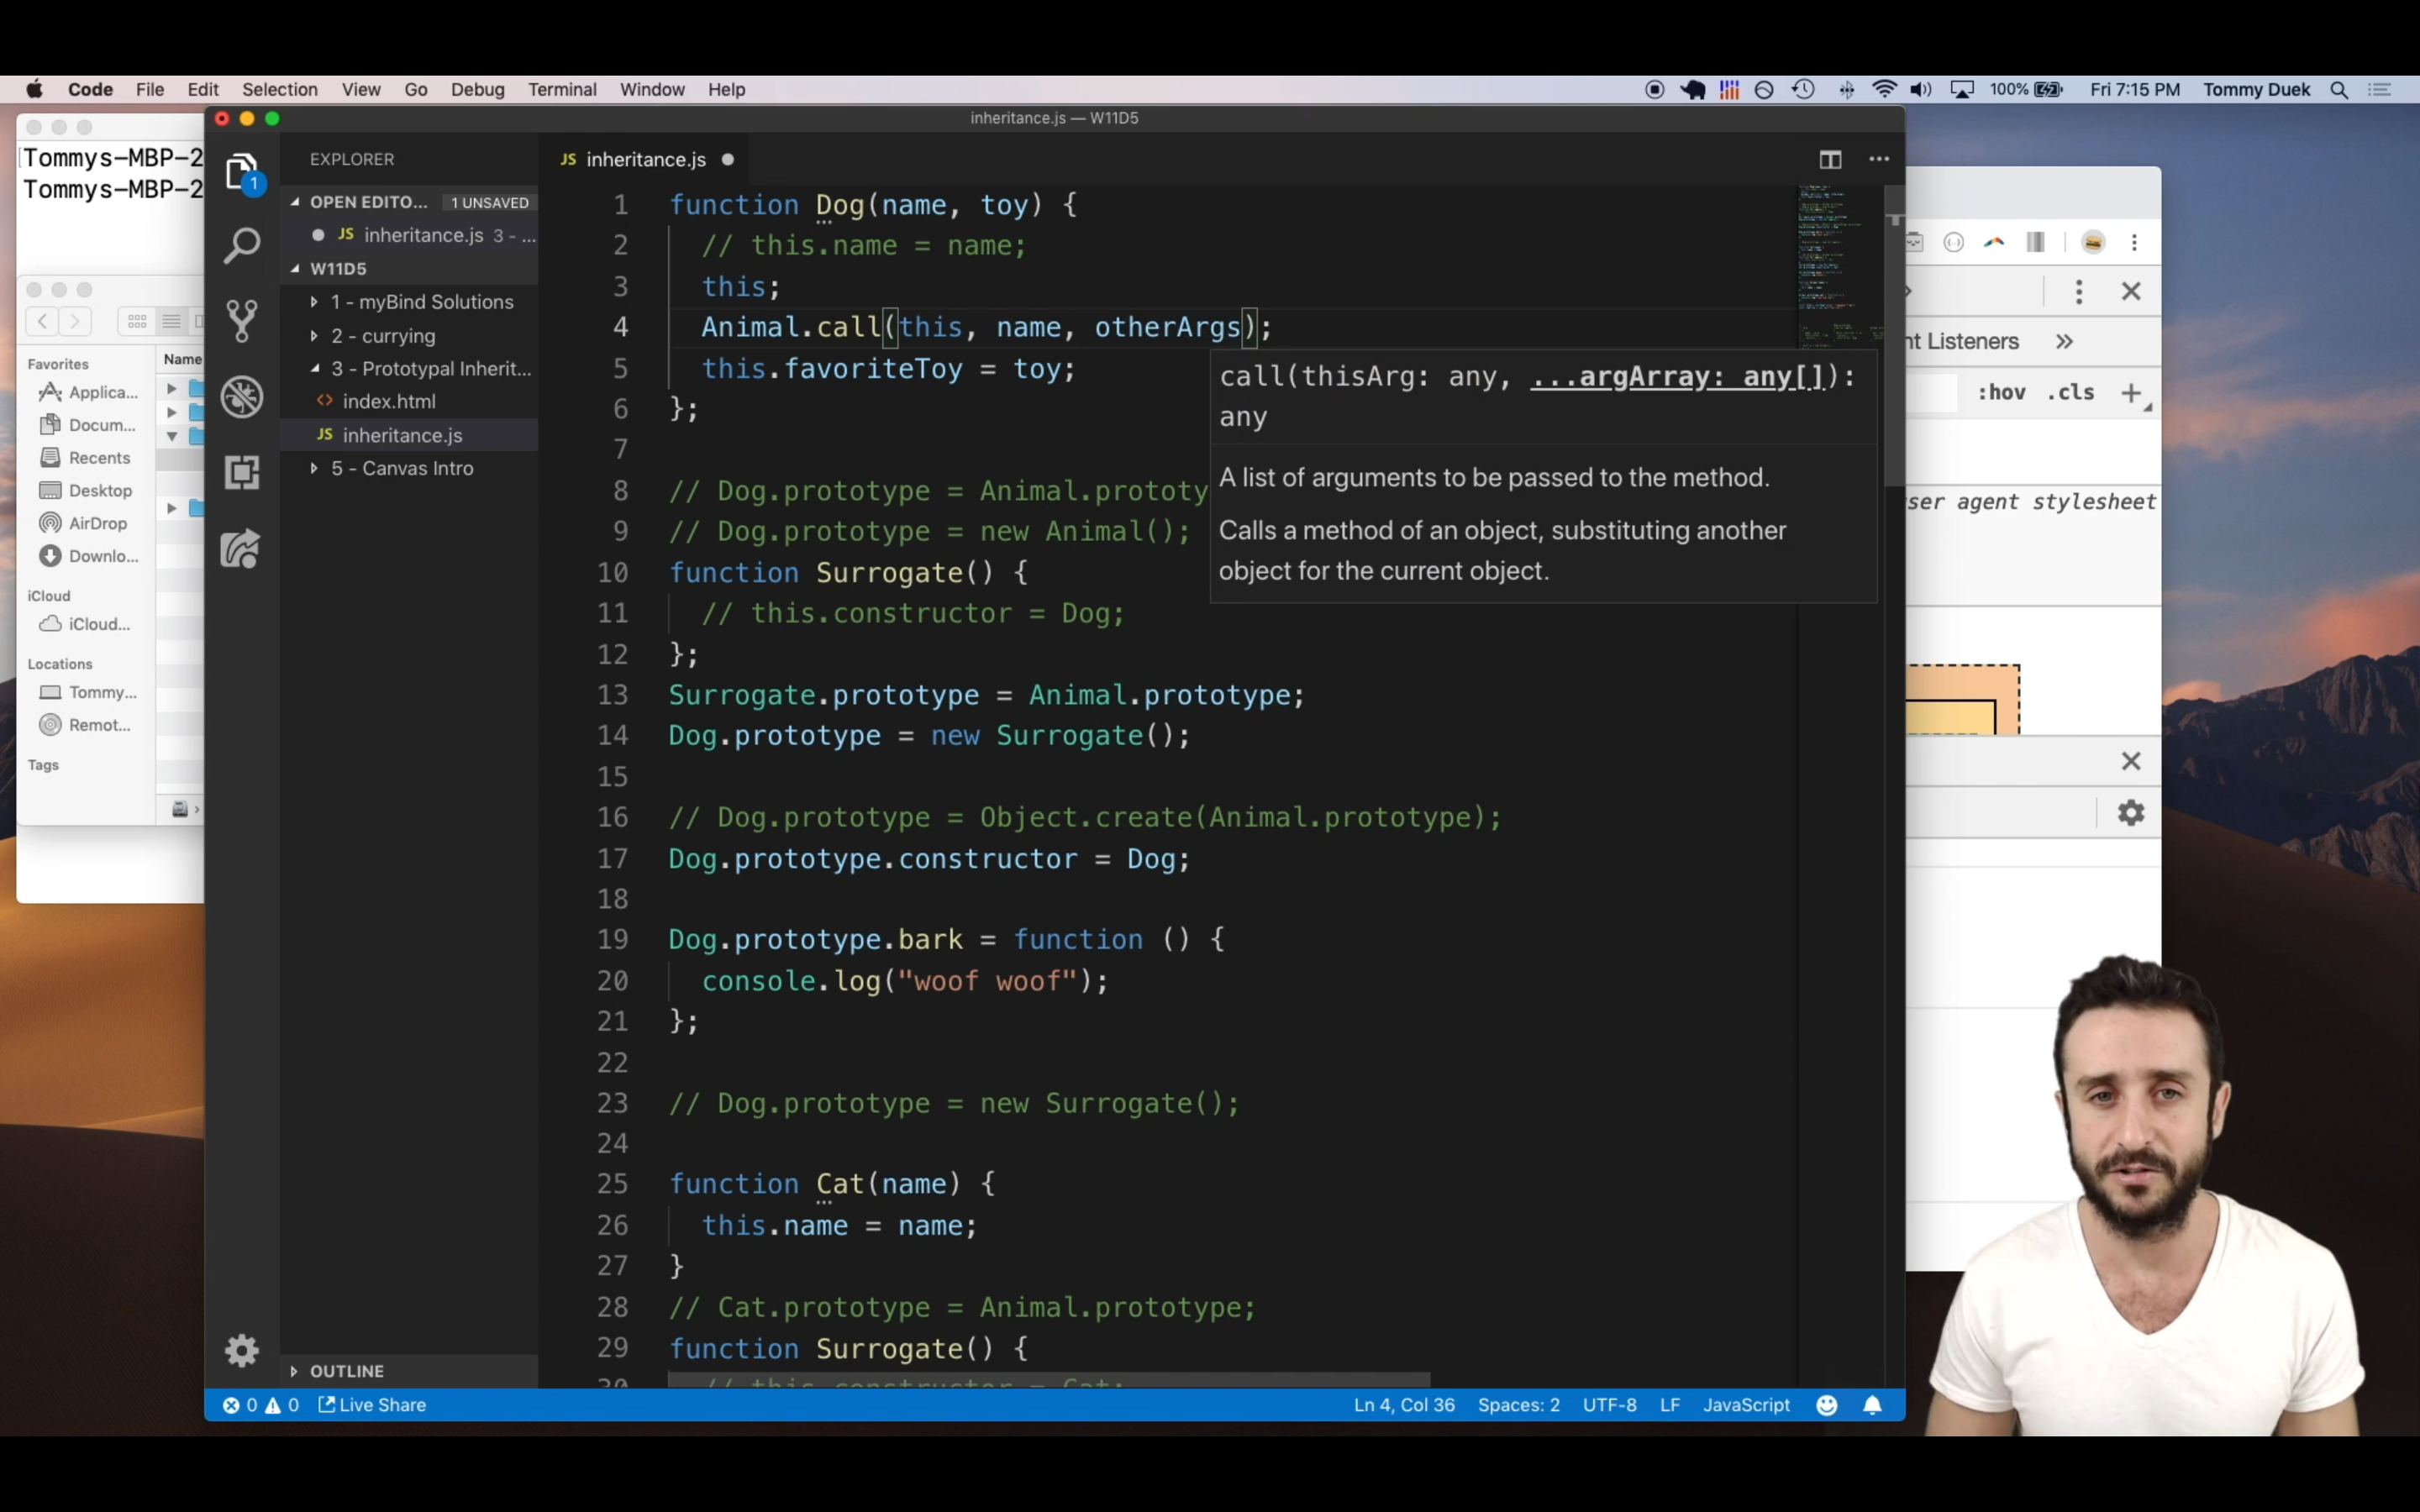 Code File Edit Selection View Go Debug Terminal Window Help
100% Fri 7:15 PM Tommy Duek
inheritance.js — W11D5
Tommys-MBP-2
Tommys-MBP-2
Favorites
Applica...
Docum...
Recents
Desktop
AirDrop
Downlo...
iCloud
iCloud...
Locations
Tommy...
Remot...
Tags
Name
1
EXPLORER
OPEN EDITO... 1 UNSAVED
JS inheritance.js 3 - ...
W11D5
1 - myBind Solutions
2 - currying
3 - Prototypal Inherit...
<> index.html
JS inheritance.js
5 - Canvas Intro
OUTLINE
JS inheritance.js
1 function Dog(name, toy) {
2 // this.name = name;
3 this;
4 Animal.call(this, name, otherArgs);
5 this.favoriteToy = toy;
6 };
7
8 // Dog.prototype = Animal.prototy
9 // Dog.prototype = new Animal();
10 function Surrogate() {
11 // this.constructor = Dog;
12 };
13 Surrogate.prototype = Animal.prototype;
14 Dog.prototype = new Surrogate();
15
16 // Dog.prototype = Object.create(Animal.prototype);
17 Dog.prototype.constructor = Dog;
18
19 Dog.prototype.bark = function () {
20 console.log("woof woof");
21 };
22
23 // Dog.prototype = new Surrogate();
24
25 function Cat(name) {
26 this.name = name;
27 }
28 // Cat.prototype = Animal.prototype;
29 function Surrogate() {
30 // this.constructor = Cat;
call(thisArg: any, ...argArray: any[]):
any
A list of arguments to be passed to the method.
Calls a method of an object, substituting another
object for the current object.
nt Listeners
:hov .cls
ser agent stylesheet
0 0 Live Share
Ln 4, Col 36 Spaces: 2 UTF-8 LF JavaScript